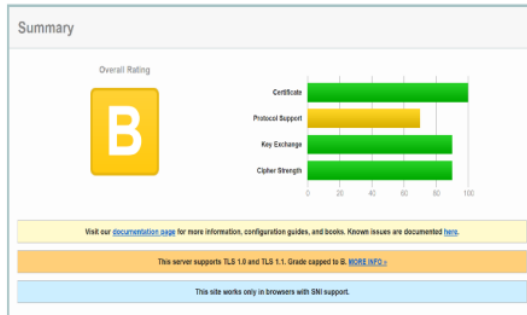 Summary
Overall Rating
B
Certificate
Protocol Support
Key Exchange
Cipher Strength
0 20 40 60 80 100
Visit our documentation page for more information, configuration guides, and books. Known issues are documented here.
This server supports TLS 1.0 and TLS 1.1. Grade capped to B. MORE INFO »
This site works only in browsers with SNI support.